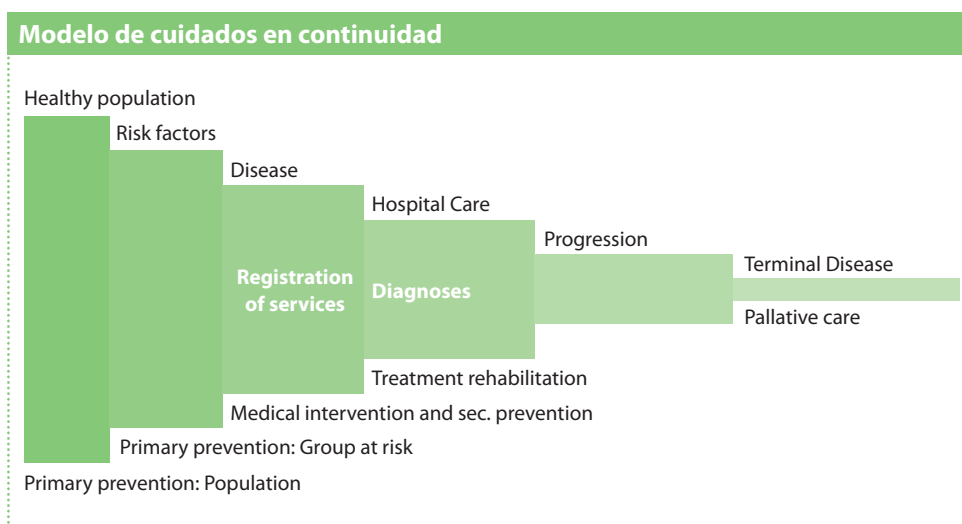 Modelo de cuidados en continuidad
Healthy population
Risk factors
Disease
Hospital Care
Progression
Terminal Disease
Registration
of services
Diagnoses
Pallative care
Treatment rehabilitation
Medical intervention and sec. prevention
Primary prevention: Group at risk
Primary prevention: Population